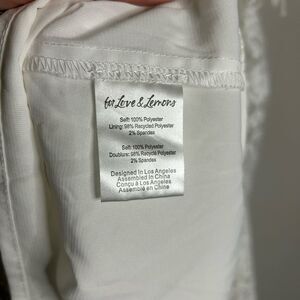 for Love & Lemons
Self: 100% Polyester
Lining: 98% Recycled Polyester
2% Spandex
Self: 100% Polyester
Doublure: 98% Recyclé Polyester
2% Spandex
Designed In Los Angeles
Assembled In China
Conçu à Los Angeles
Assemblé en Chine